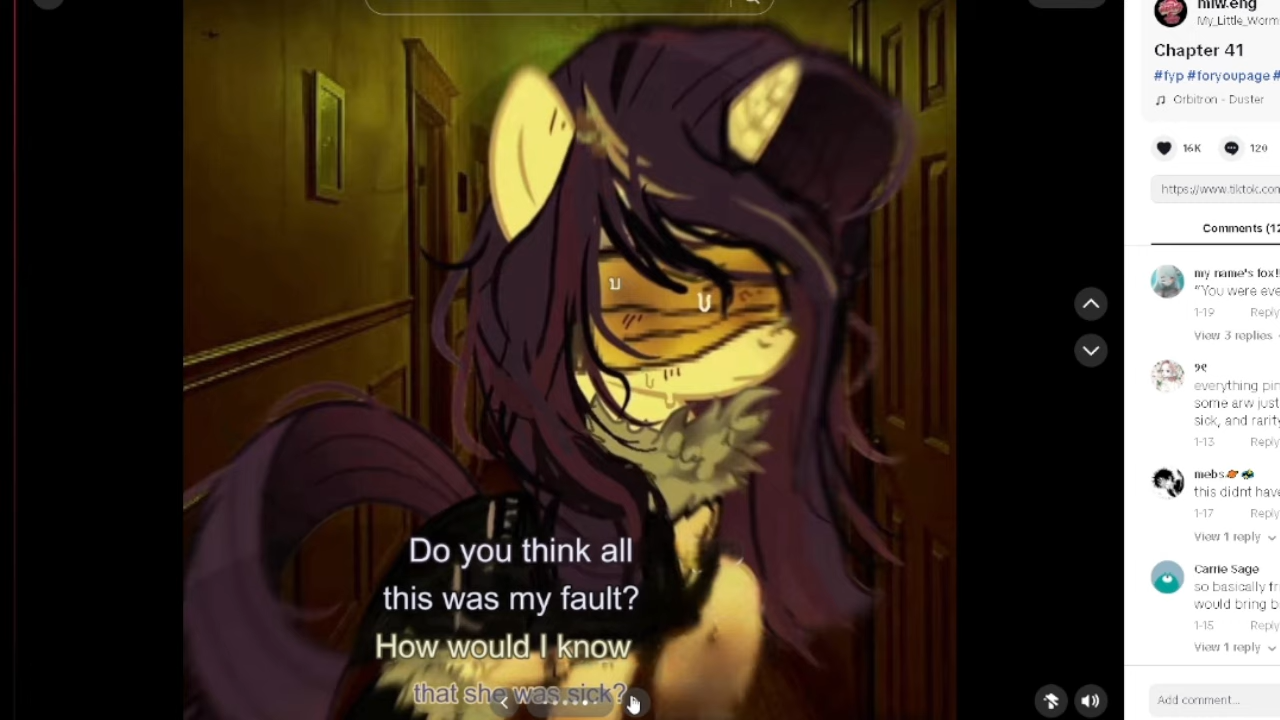 Do you think all
this was my fault?
How would I know
that she was sick?
miw.eng
My_Little_Worm
Chapter 41
#fyp #foryoupage #
Orbitron - Duster
16K
120
https://www.tiktok.com
Comments (12
my name's fox!!
"You were eve
1-19 Reply
View 3 replies
everything pin
some arw just
sick, and rarity
1-13 Reply
mebs
this didnt have
1-17 Reply
View 1 reply
Carrie Sage
so basically fr
would bring b
1-15 Reply
View 1 reply
Add comment...